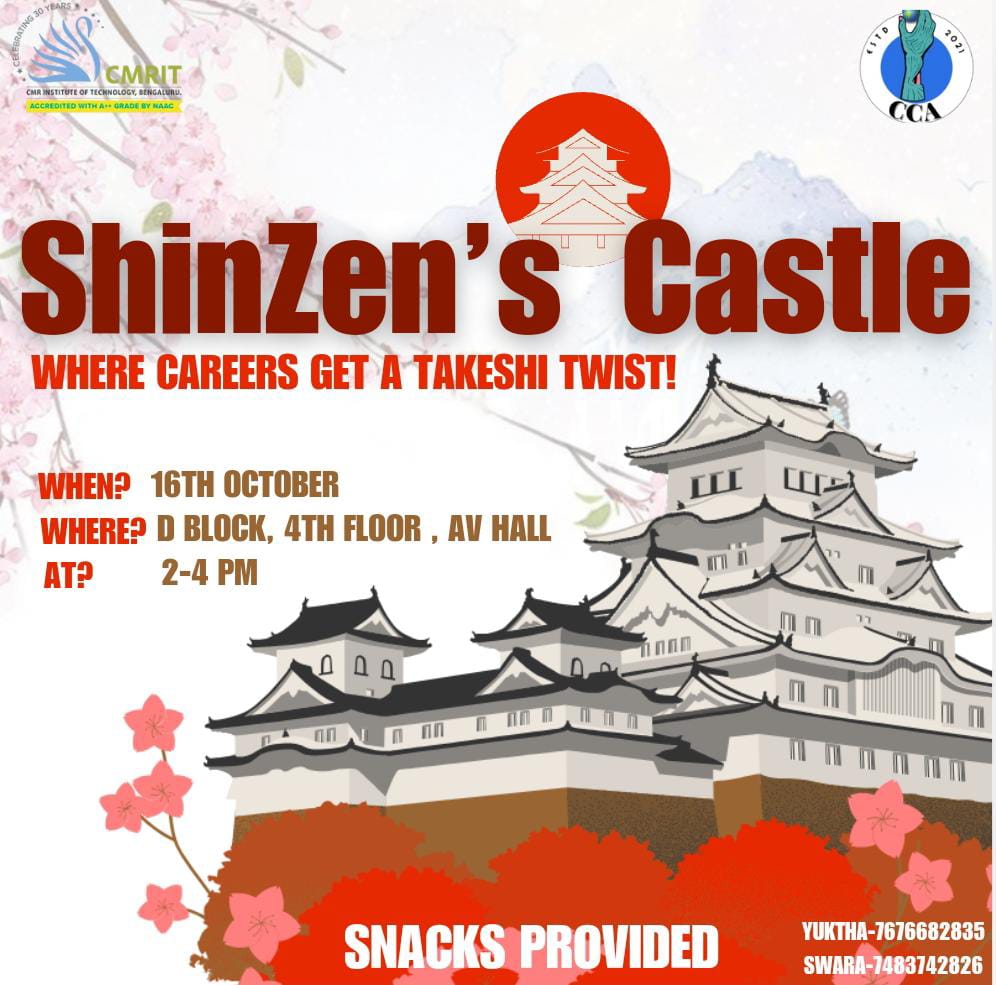 ★ CELEBRATING 30 YEARS ★
CMRIT
CMR INSTITUTE OF TECHNOLOGY, BENGALURU.
ACCREDITED WITH A++ GRADE BY NAAC
ESTD 2021
CCA
ShinZen's Castle
WHERE CAREERS GET A TAKESHI TWIST!
WHEN? 16TH OCTOBER
WHERE? D BLOCK, 4TH FLOOR , AV HALL
AT? 2-4 PM
SNACKS PROVIDED
YUKTHA-7676682835
SWARA-7483742826